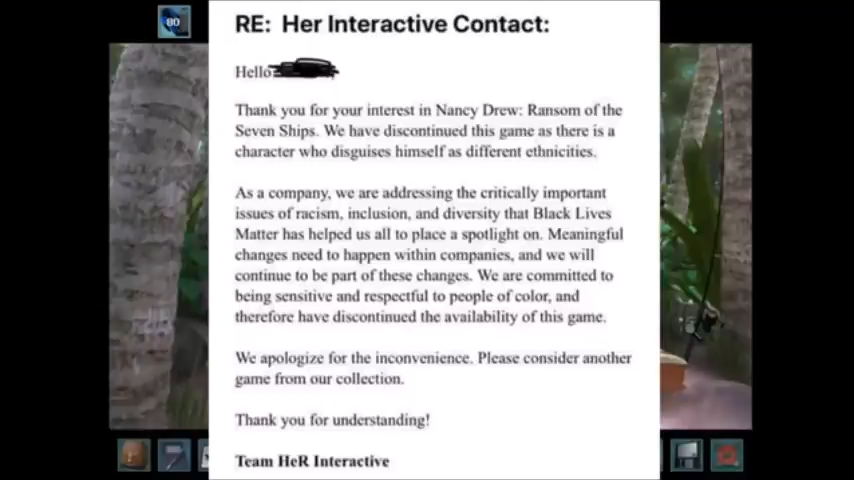 80
RE: Her Interactive Contact:
Hello
Thank you for your interest in Nancy Drew: Ransom of the
Seven Ships. We have discontinued this game as there is a
character who disguises himself as different ethnicities.
As a company, we are addressing the critically important
issues of racism, inclusion, and diversity that Black Lives
Matter has helped us all to place a spotlight on. Meaningful
changes need to happen within companies, and we will
continue to be part of these changes. We are committed to
being sensitive and respectful to people of color, and
therefore have discontinued the availability of this game.
We apologize for the inconvenience. Please consider another
game from our collection.
Thank you for understanding!
Team HeR Interactive